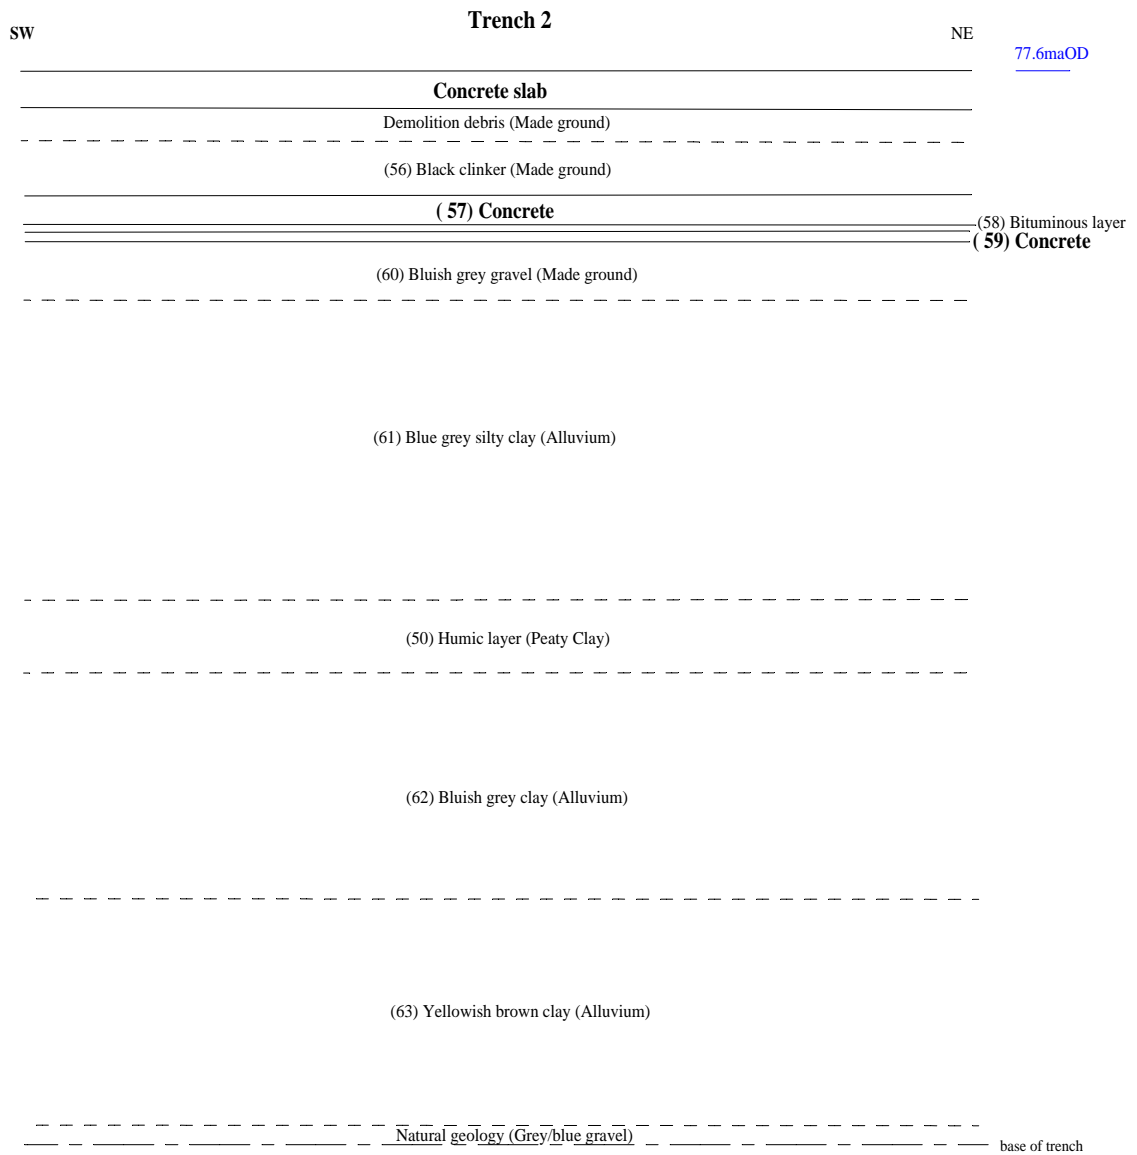 Trench 2
SW
NE
77.6maOD
Concrete slab
Demolition debris (Made ground)
(56) Black clinker (Made ground)
( 57) Concrete
(58) Bituminous layer
( 59) Concrete
(60) Bluish grey gravel (Made ground)
(61) Blue grey silty clay (Alluvium)
(50) Humic layer (Peaty Clay)
(62) Bluish grey clay (Alluvium)
(63) Yellowish brown clay (Alluvium)
Natural geology (Grey/blue gravel)
base of trench